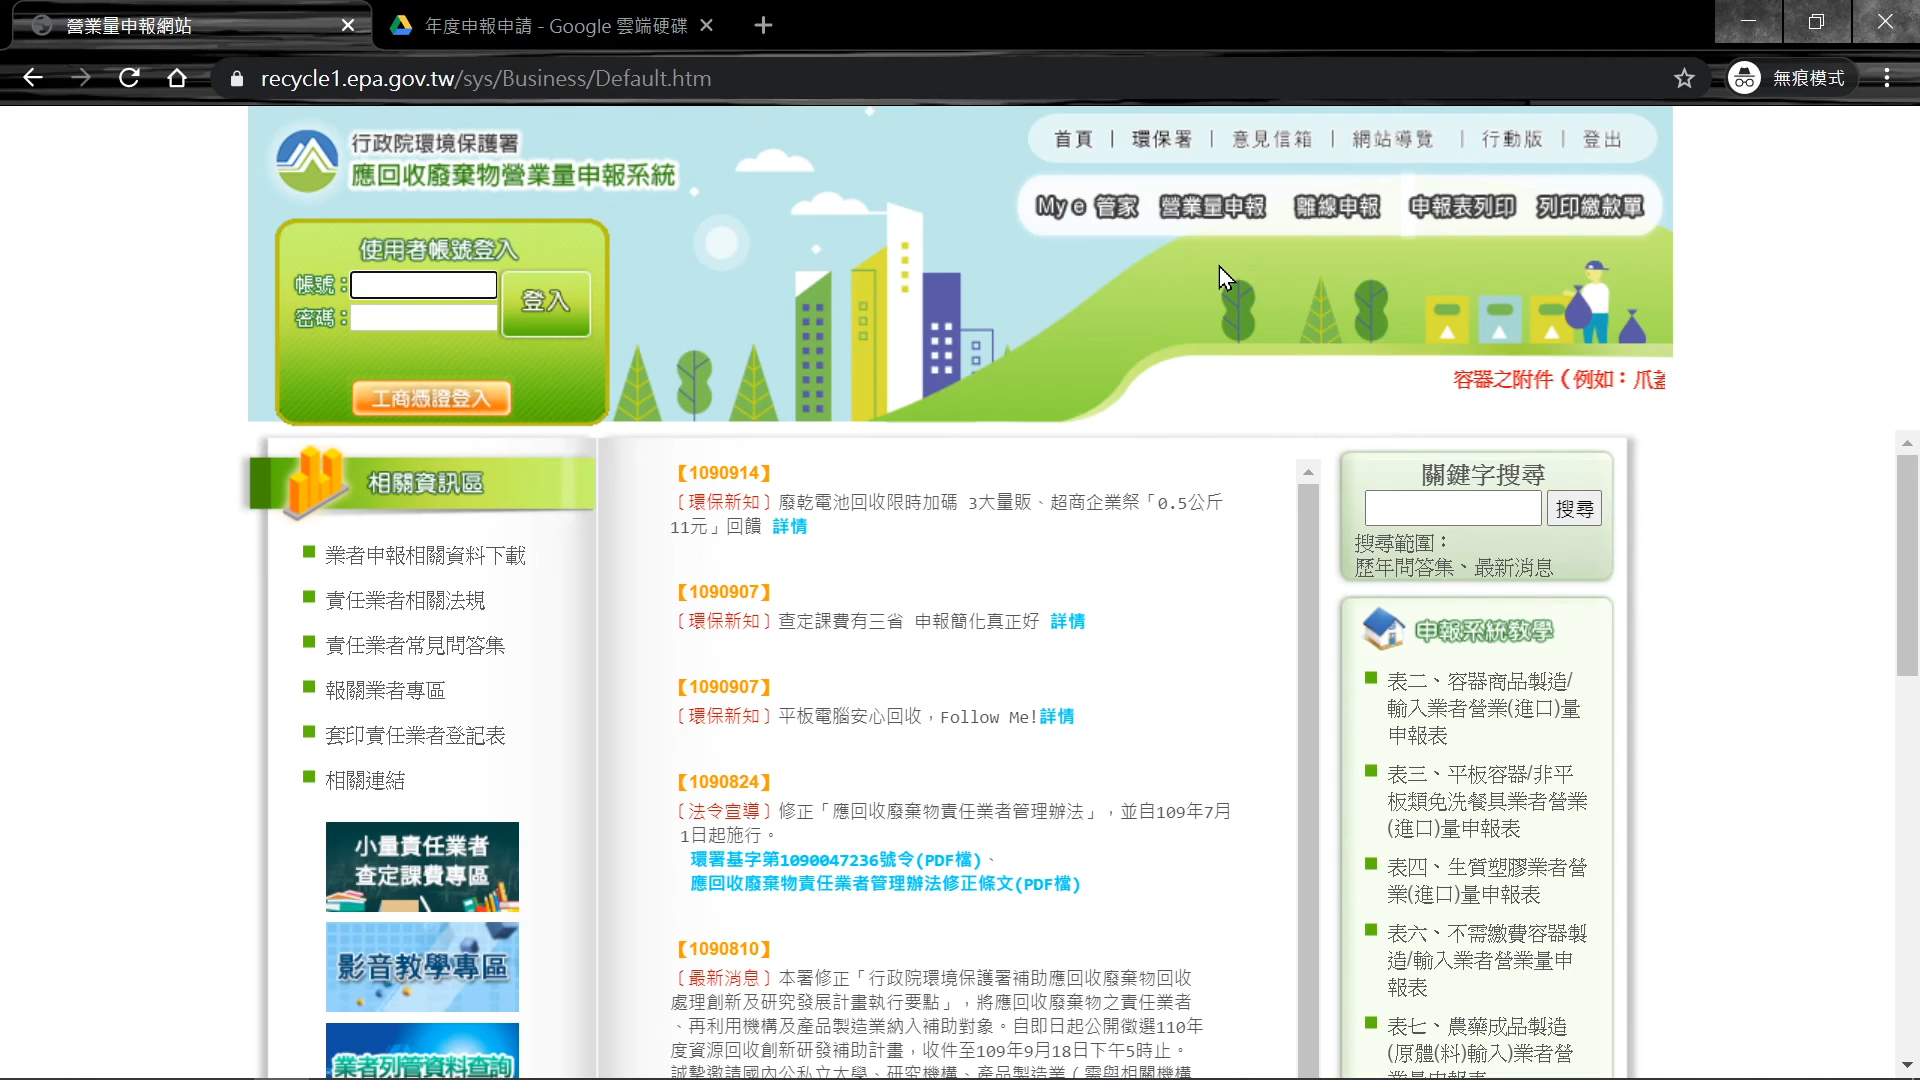 營業量申報網站
年度申報申請 - Google 雲端硬碟
recycle1.epa.gov.tw/sys/Business/Default.htm
無痕模式
行政院環境保護署
應回收廢棄物營業量申報系統
首頁 | 環保署 | 意見信箱 | 網站導覽 | 行動版 | 登出
My e 管家 營業量申報 離線申報 申報表列印 列印繳款單
使用者帳號登入
帳號：
密碼：
登入
工商憑證登入
容器之附件（例如：爪蓋
相關資訊區
業者申報相關資料下載
責任業者相關法規
責任業者常見問答集
報關業者專區
套印責任業者登記表
相關連結
小量責任業者
查定課費專區
影音教學專區
業者列管資料查詢
【1090914】
〔環保新知〕廢乾電池回收限時加碼 3大量販、超商企業祭「0.5公斤
11元」回饋 詳情
【1090907】
〔環保新知〕查定課費有三省 申報簡化真正好 詳情
【1090907】
〔環保新知〕平板電腦安心回收，Follow Me!詳情
【1090824】
〔法令宣導〕修正「應回收廢棄物責任業者管理辦法」，並自109年7月
1日起施行。
環署基字第1090047236號令(PDF檔)、
應回收廢棄物責任業者管理辦法修正條文(PDF檔)
【1090810】
〔最新消息〕本署修正「行政院環境保護署補助應回收廢棄物回收
處理創新及研究發展計畫執行要點」，將應回收廢棄物之責任業者
、再利用機構及產品製造業納入補助對象。自即日起公開徵選110年
度資源回收創新研發補助計畫，收件至109年9月18日下午5時止。
誠摯邀請國內公私立大學、研究機構、產品製造業（需與相關機構
關鍵字搜尋
搜尋
搜尋範圍：
歷年問答集、最新消息
申報系統教學
表二、容器商品製造/
輸入業者營業(進口)量
申報表
表三、平板容器/非平
板類免洗餐具業者營業
(進口)量申報表
表四、生質塑膠業者營
業(進口)量申報表
表六、不需繳費容器製
造/輸入業者營業量申
報表
表七、農藥成品製造
(原體(料)輸入)業者營
業量申報表